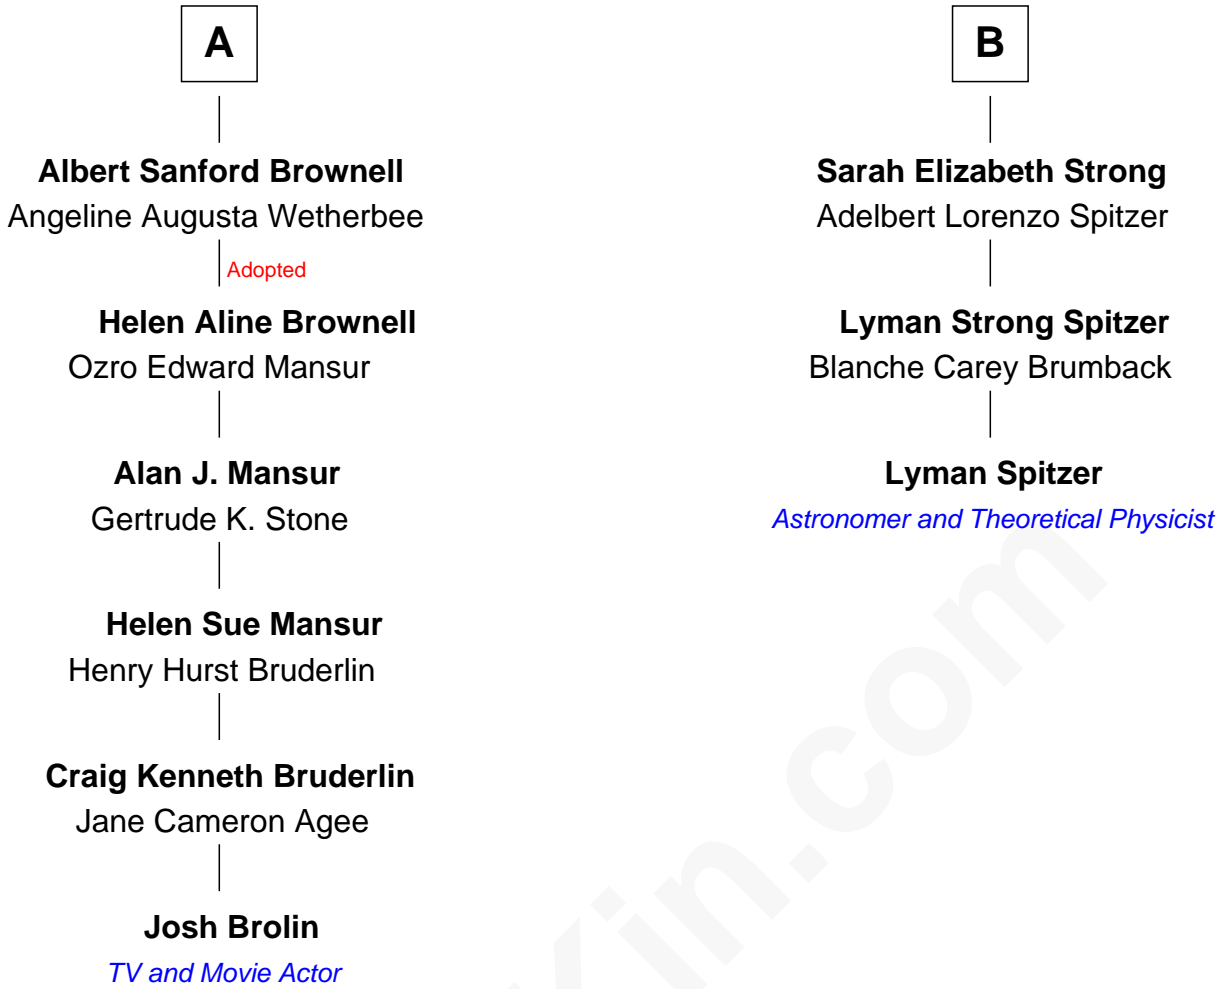 A
Albert Sanford Brownell
Angeline Augusta Wetherbee
Adopted
Helen Aline Brownell
Ozro Edward Mansur
Alan J. Mansur
Gertrude K. Stone
Helen Sue Mansur
Henry Hurst Bruderlin
Craig Kenneth Bruderlin
Jane Cameron Agee
Josh Brolin
TV and Movie Actor
B
Sarah Elizabeth Strong
Adelbert Lorenzo Spitzer
Lyman Strong Spitzer
Blanche Carey Brumback
Lyman Spitzer
Astronomer and Theoretical Physicist
Kin.com